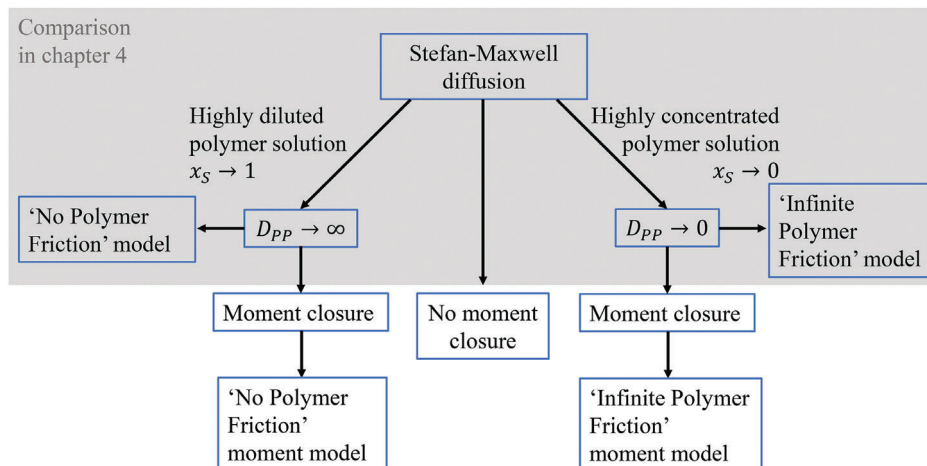 Comparison
in chapter 4
Stefan-Maxwell
diffusion
Highly diluted
polymer solution
𝑥_S → 1
Highly concentrated
polymer solution
𝑥_S → 0
‘No Polymer
Friction’ model
𝐷_PP → ∞
𝐷_PP → 0
‘Infinite
Polymer
Friction’ model
Moment closure
No moment
closure
Moment closure
‘No Polymer
Friction’
moment model
‘Infinite Polymer
Friction’
moment model